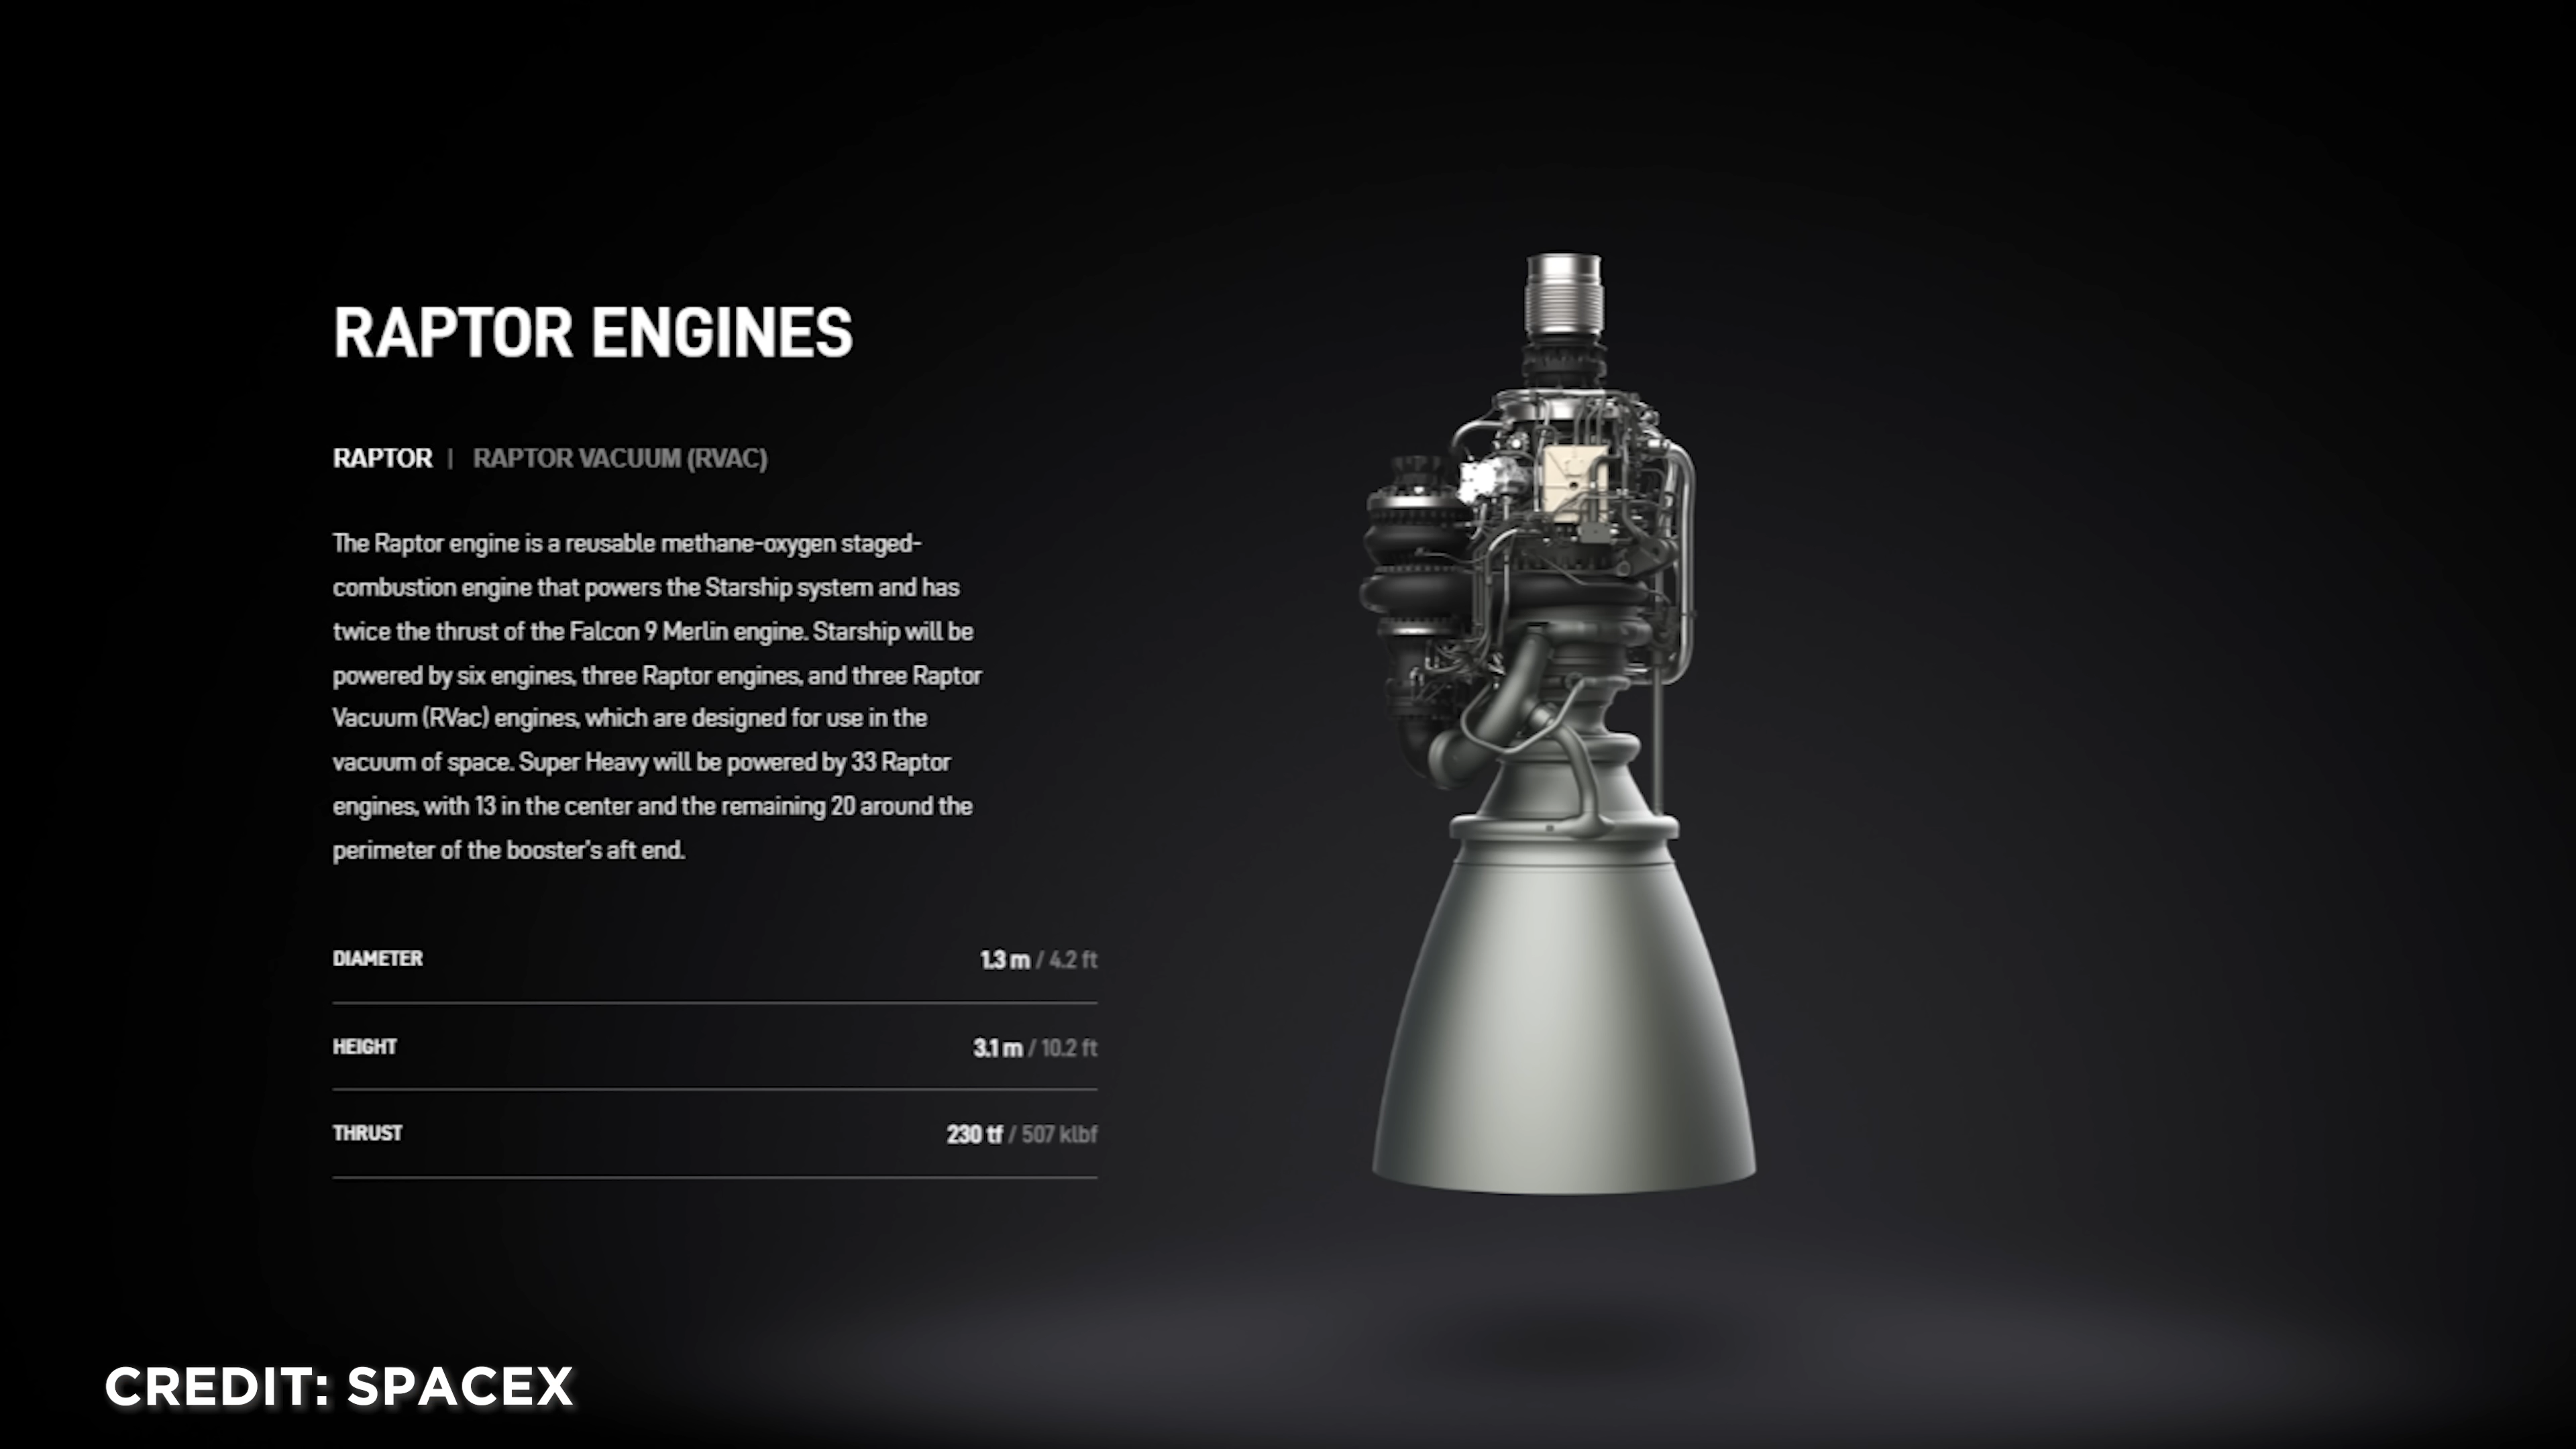 RAPTOR ENGINES
RAPTOR | RAPTOR VACUUM (RVAC)
The Raptor engine is a reusable methane-oxygen staged-
combustion engine that powers the Starship system and has
twice the thrust of the Falcon 9 Merlin engine. Starship will be
powered by six engines, three Raptor engines, and three Raptor
Vacuum (RVac) engines, which are designed for use in the
vacuum of space. Super Heavy will be powered by 33 Raptor
engines, with 13 in the center and the remaining 20 around the
perimeter of the booster's aft end.
DIAMETER 1.3 m / 4.2 ft
HEIGHT 3.1 m / 10.2 ft
THRUST 230 tf / 507 klbf
CREDIT: SPACEX